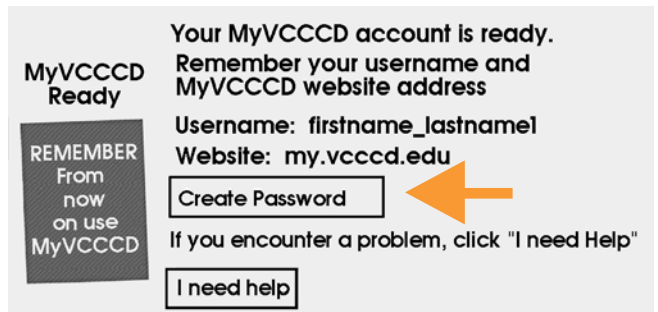 MyVCCCD
Ready
REMEMBER
From
now
on use
MyVCCCD
Your MyVCCCD account is ready.
Remember your username and
MyVCCCD website address
Username: firstname_lastname1
Website: my.vcccd.edu
Create Password
If you encounter a problem, click "I need Help"
I need help